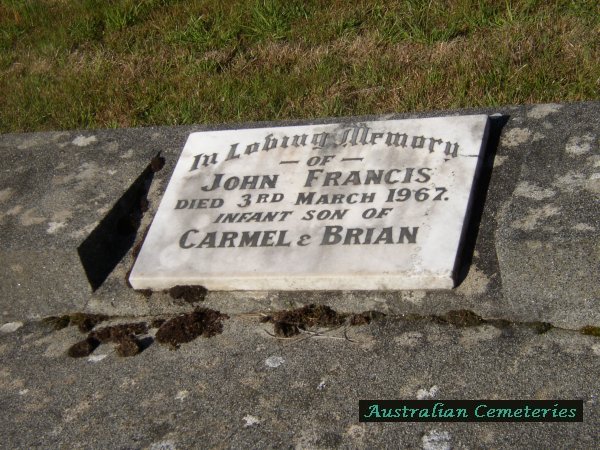 In Loving Memory
— OF —
JOHN FRANCIS
DIED 3RD MARCH 1967.
INFANT SON OF
CARMEL & BRIAN
Australian Cemeteries